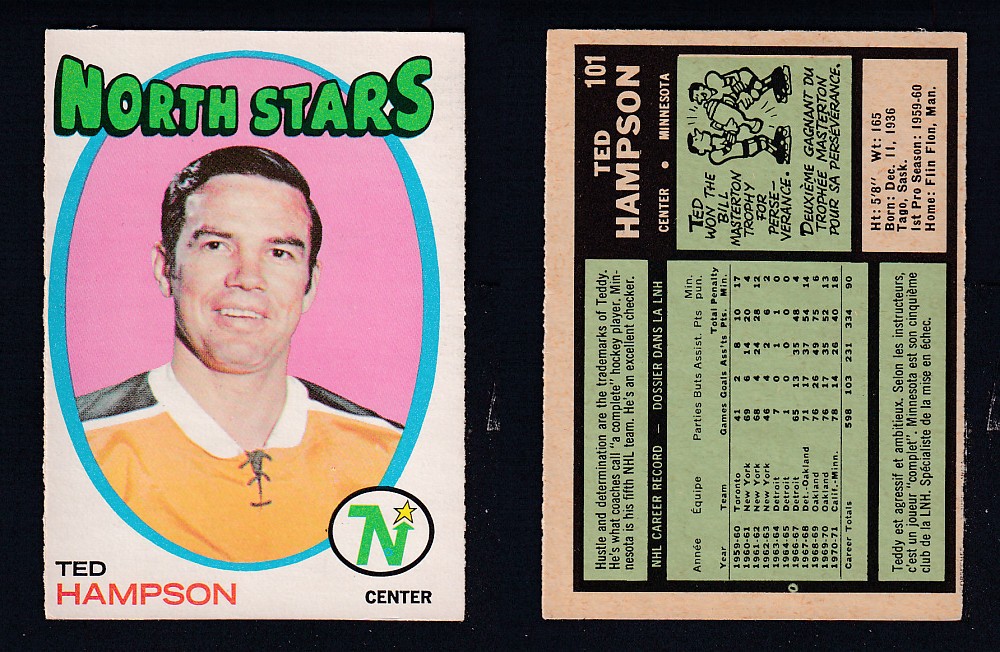 NORTH STARS
N
TED
HAMPSON
CENTER
101
TED
HAMPSON
CENTER • MINNESOTA
TED
WON THE
BILL
MASTERTON
TROPHY
FOR
PERSE-
VERANCE.
DEUXIÈME GAGNANT DU
TROPHÉE MASTERTON
POUR SA PERSÉVÉRANCE.
Ht: 5'8" Wt: 165
Born: Dec. 11, 1936
Tago, Sask.
1st Pro Season: 1959-60
Home: Flin Flon, Man.
Hustle and determination are the trademarks of Teddy.
He's what coaches call "a complete" hockey player. Min-
nesota is his fifth NHL team. He's an excellent checker.
NHL CAREER RECORD — DOSSIER DANS LA LNH
Année Équipe Parties Buts Assist. Pts Min. pun.
Year Team Games Goals Ass'ts Total Pts. Penalty Min.
1959-60 Toronto 41 2 8 10 17
1960-61 New York 69 6 14 20 4
1961-62 New York 68 4 24 28 12
1962-63 New York 46 4 2 6 2
1963-64 Detroit 7 0 1 1 0
1964-65 Detroit 1 0 0 0 0
1966-67 Detroit 65 13 35 48 4
1967-68 Det.-Oakland 71 17 37 54 14
1968-69 Oakland 76 26 49 75 6
1969-70 Oakland 76 17 35 52 13
1970-71 Calif.-Minn. 78 14 26 40 18
Career Totals 598 103 231 334 90
Teddy est agressif et ambitieux. Selon les instructeurs,
c'est un joueur "complet". Minnesota est son cinquième
club de la LNH. Spécialiste de la mise en échec.